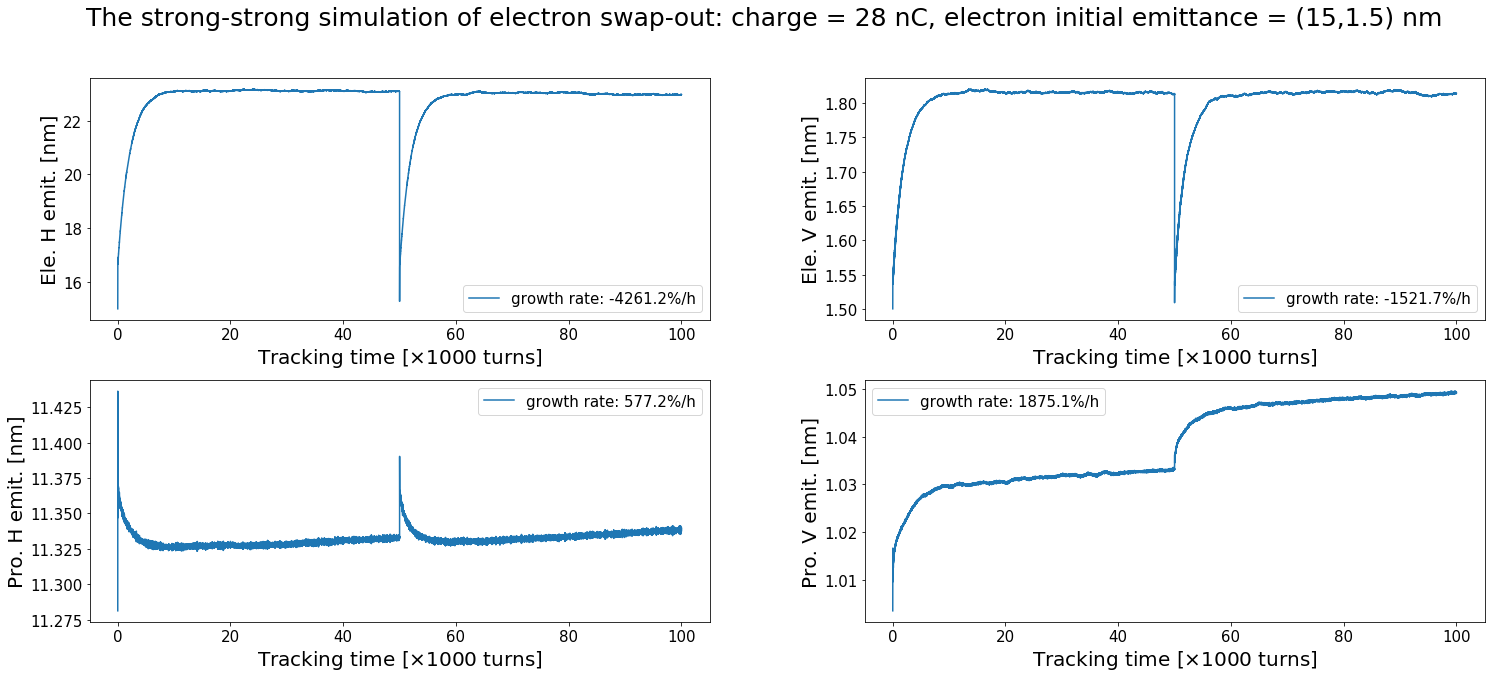 The strong-strong simulation of electron swap-out: charge = 28 nC, electron initial emittance = (15,1.5) nm
Ele. H emit. [nm]
22
20
18
16
growth rate: -4261.2%/h
0 20 40 60 80 100
Tracking time [×1000 turns]
Ele. V emit. [nm]
1.80
1.75
1.70
1.65
1.60
1.55
1.50
growth rate: -1521.7%/h
0 20 40 60 80 100
Tracking time [×1000 turns]
Pro. H emit. [nm]
11.425
11.400
11.375
11.350
11.325
11.300
11.275
growth rate: 577.2%/h
0 20 40 60 80 100
Tracking time [×1000 turns]
Pro. V emit. [nm]
1.05
1.04
1.03
1.02
1.01
growth rate: 1875.1%/h
0 20 40 60 80 100
Tracking time [×1000 turns]